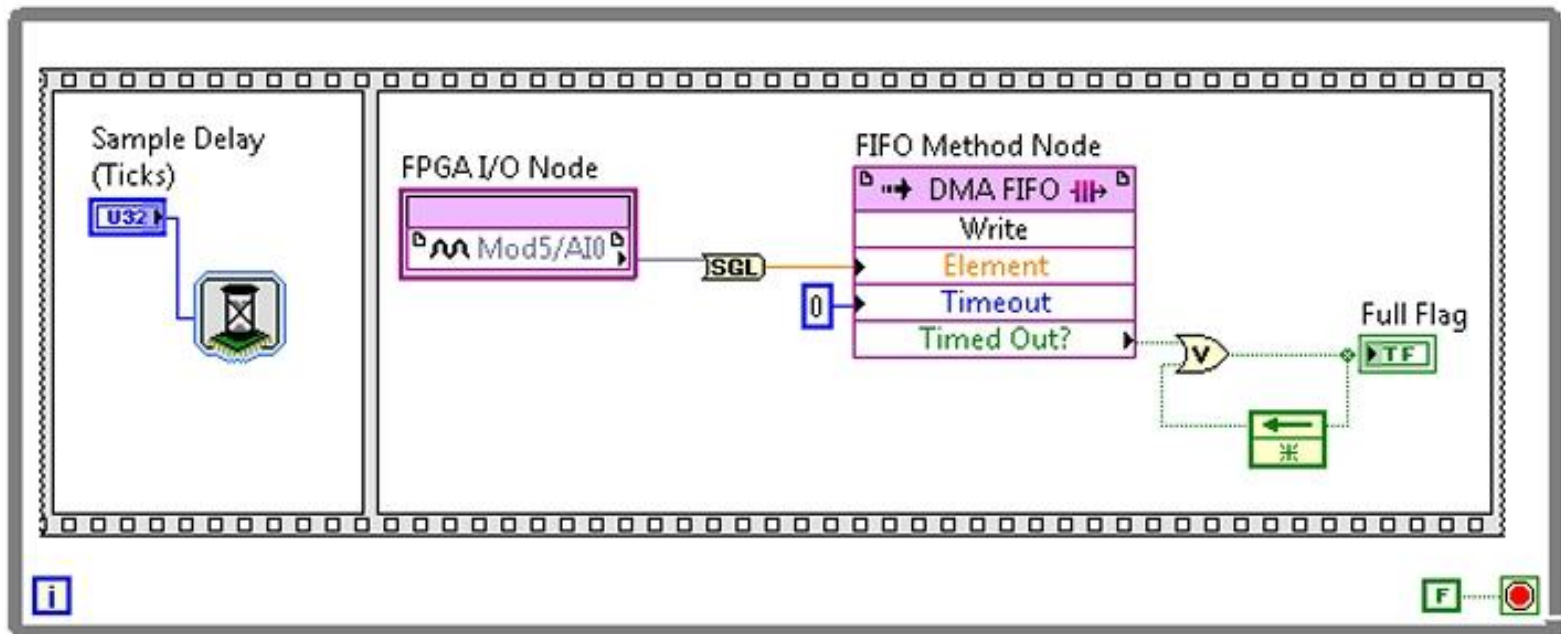 Sample Delay
(Ticks)
U32
FPGA I/O Node
Mod5/AI0
SGL
0
FIFO Method Node
DMA FIFO
Write
Element
Timeout
Timed Out?
V
Full Flag
TF
i
F